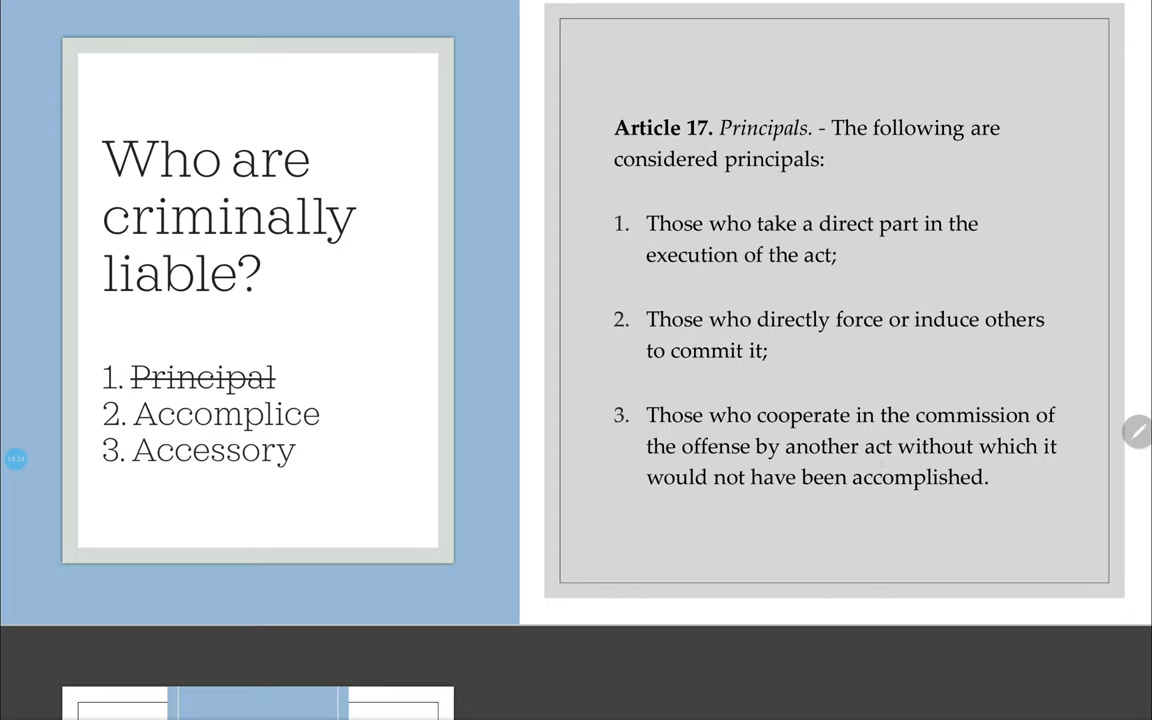 Who are
criminally
liable?
1. Principal
2. Accomplice
3. Accessory
Article 17. Principals. - The following are
considered principals:
1. Those who take a direct part in the
execution of the act;
2. Those who directly force or induce others
to commit it;
3. Those who cooperate in the commission of
the offense by another act without which it
would not have been accomplished.
14:34